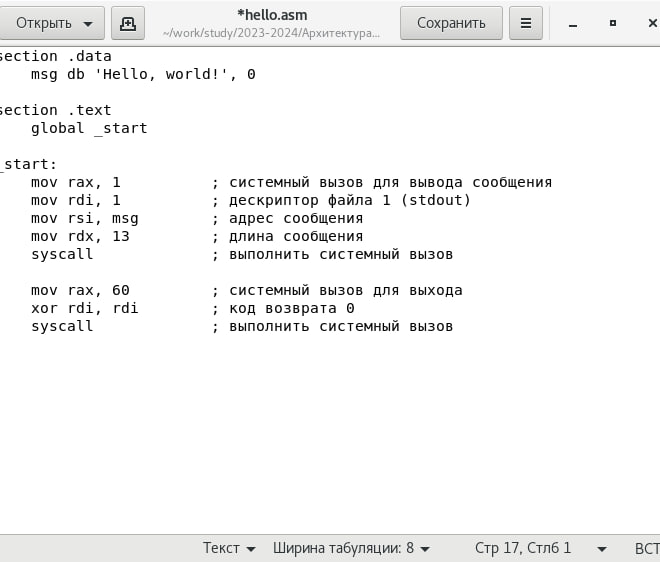 Открыть
*hello.asm
~/work/study/2023-2024/Архитектура...
Сохранить
section .data
msg db 'Hello, world!', 0
section .text
global _start
_start:
mov rax, 1 ; системный вызов для вывода сообщения
mov rdi, 1 ; дескриптор файла 1 (stdout)
mov rsi, msg ; адрес сообщения
mov rdx, 13 ; длина сообщения
syscall ; выполнить системный вызов
mov rax, 60 ; системный вызов для выхода
xor rdi, rdi ; код возврата 0
syscall ; выполнить системный вызов
Текст Ширина табуляции: 8 Стр 17, Стлб 1 ВСТ